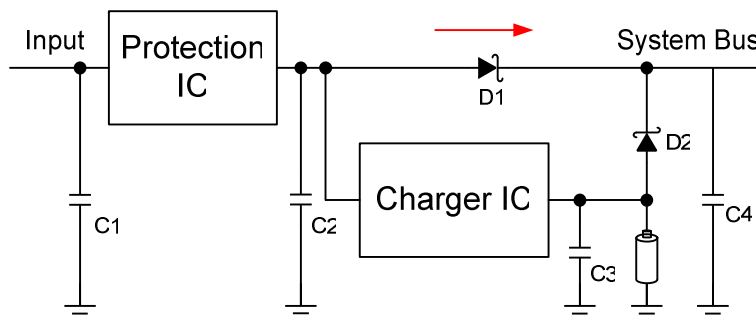 Input
Protection
IC
System Bus
D1
D2
Charger IC
C1
C2
C3
C4